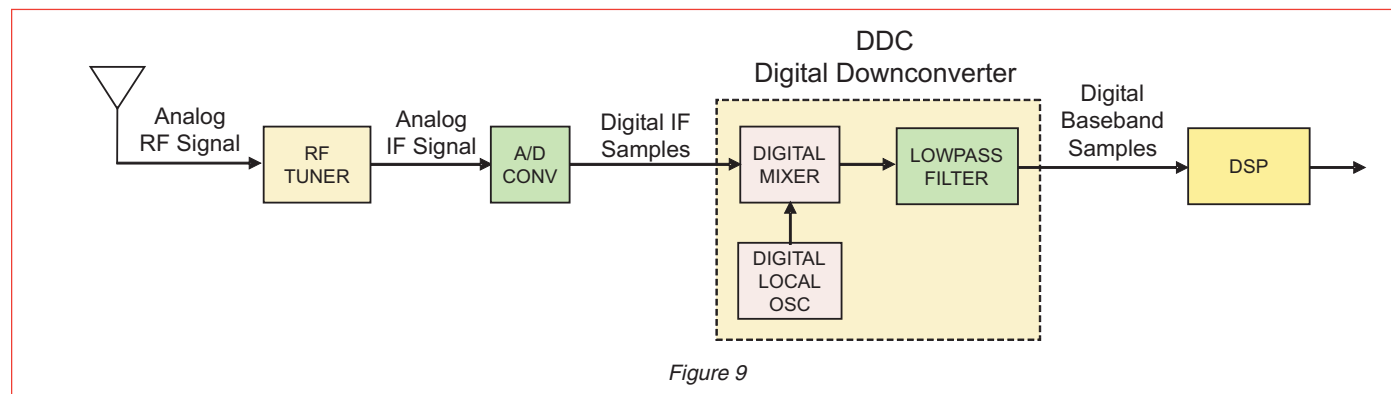 DDC
Digital Downconverter
Analog
RF Signal
RF
TUNER
Analog
IF Signal
A/D
CONV
Digital IF
Samples
DIGITAL
MIXER
DIGITAL
LOCAL
OSC
LOWPASS
FILTER
Digital
Baseband
Samples
DSP
Figure 9